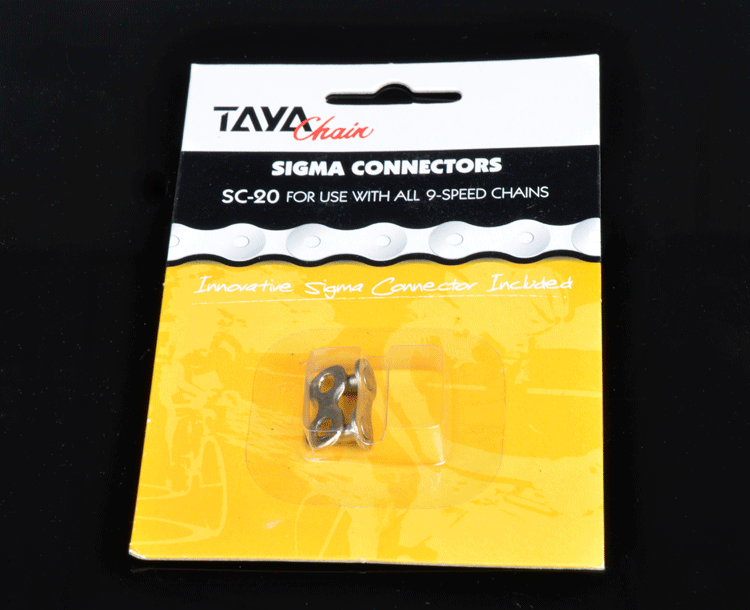 TAYA Chain
SIGMA CONNECTORS
SC-20 FOR USE WITH ALL 9-SPEED CHAINS
Innovative Sigma Connector Included